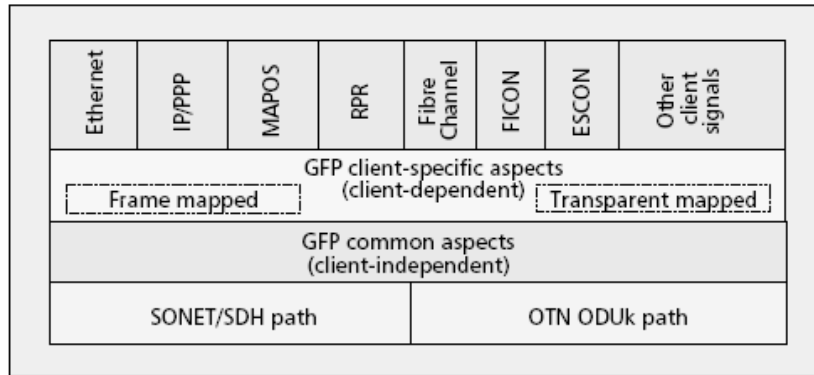 Ethernet
IP/PPP
MAPOS
RPR
Fibre
Channel
FICON
ESCON
Other
client
signals
GFP client-specific aspects
(client-dependent)
Frame mapped
Transparent mapped
GFP common aspects
(client-independent)
SONET/SDH path
OTN ODUk path